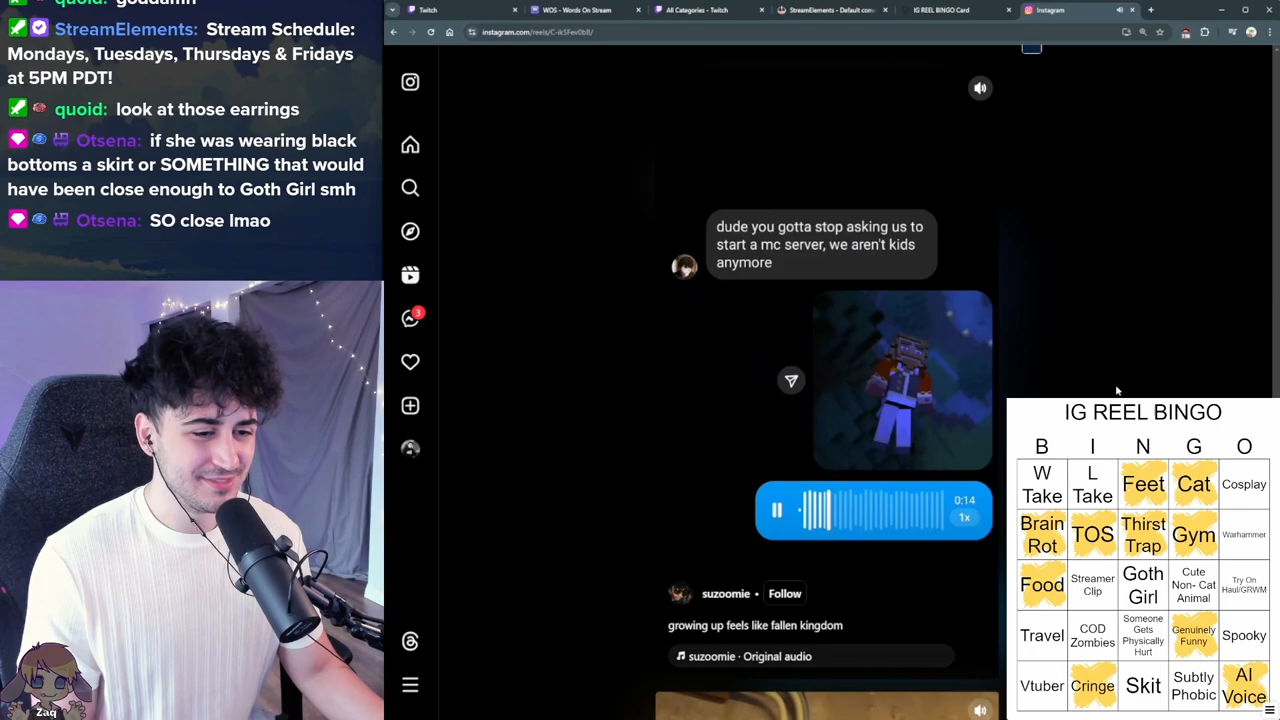 goddamn
StreamElements: Stream Schedule:
Mondays, Tuesdays, Thursdays & Fridays
at 5PM PDT!
quoid: look at those earrings
Otsena: if she was wearing black
bottoms a skirt or SOMETHING that would
have been close enough to Goth Girl smh
Otsena: SO close lmao
Zaq
Twitch
WOS - Words On Stream
All Categories - Twitch
StreamElements - Default com
IG REEL BINGO Card
Instagram
3
dude you gotta stop asking us to
start a mc server, we aren't kids
anymore
0:14
1x
suzoomie • Follow
growing up feels like fallen kingdom
suzoomie · Original audio
IG REEL BINGO
B I N G O
W Take
L Take
Feet
Cat
Cosplay
Brain Rot
TOS
Thirst Trap
Gym
Warhammer
Food
Streamer Clip
Goth Girl
Cute Non- Cat Animal
Try On Haul/GRWM
Travel
COD Zombies
Someone Gets Physically Hurt
Genuinely Funny
Spooky
Vtuber
Cringe
Skit
Subtly Phobic
AI Voice